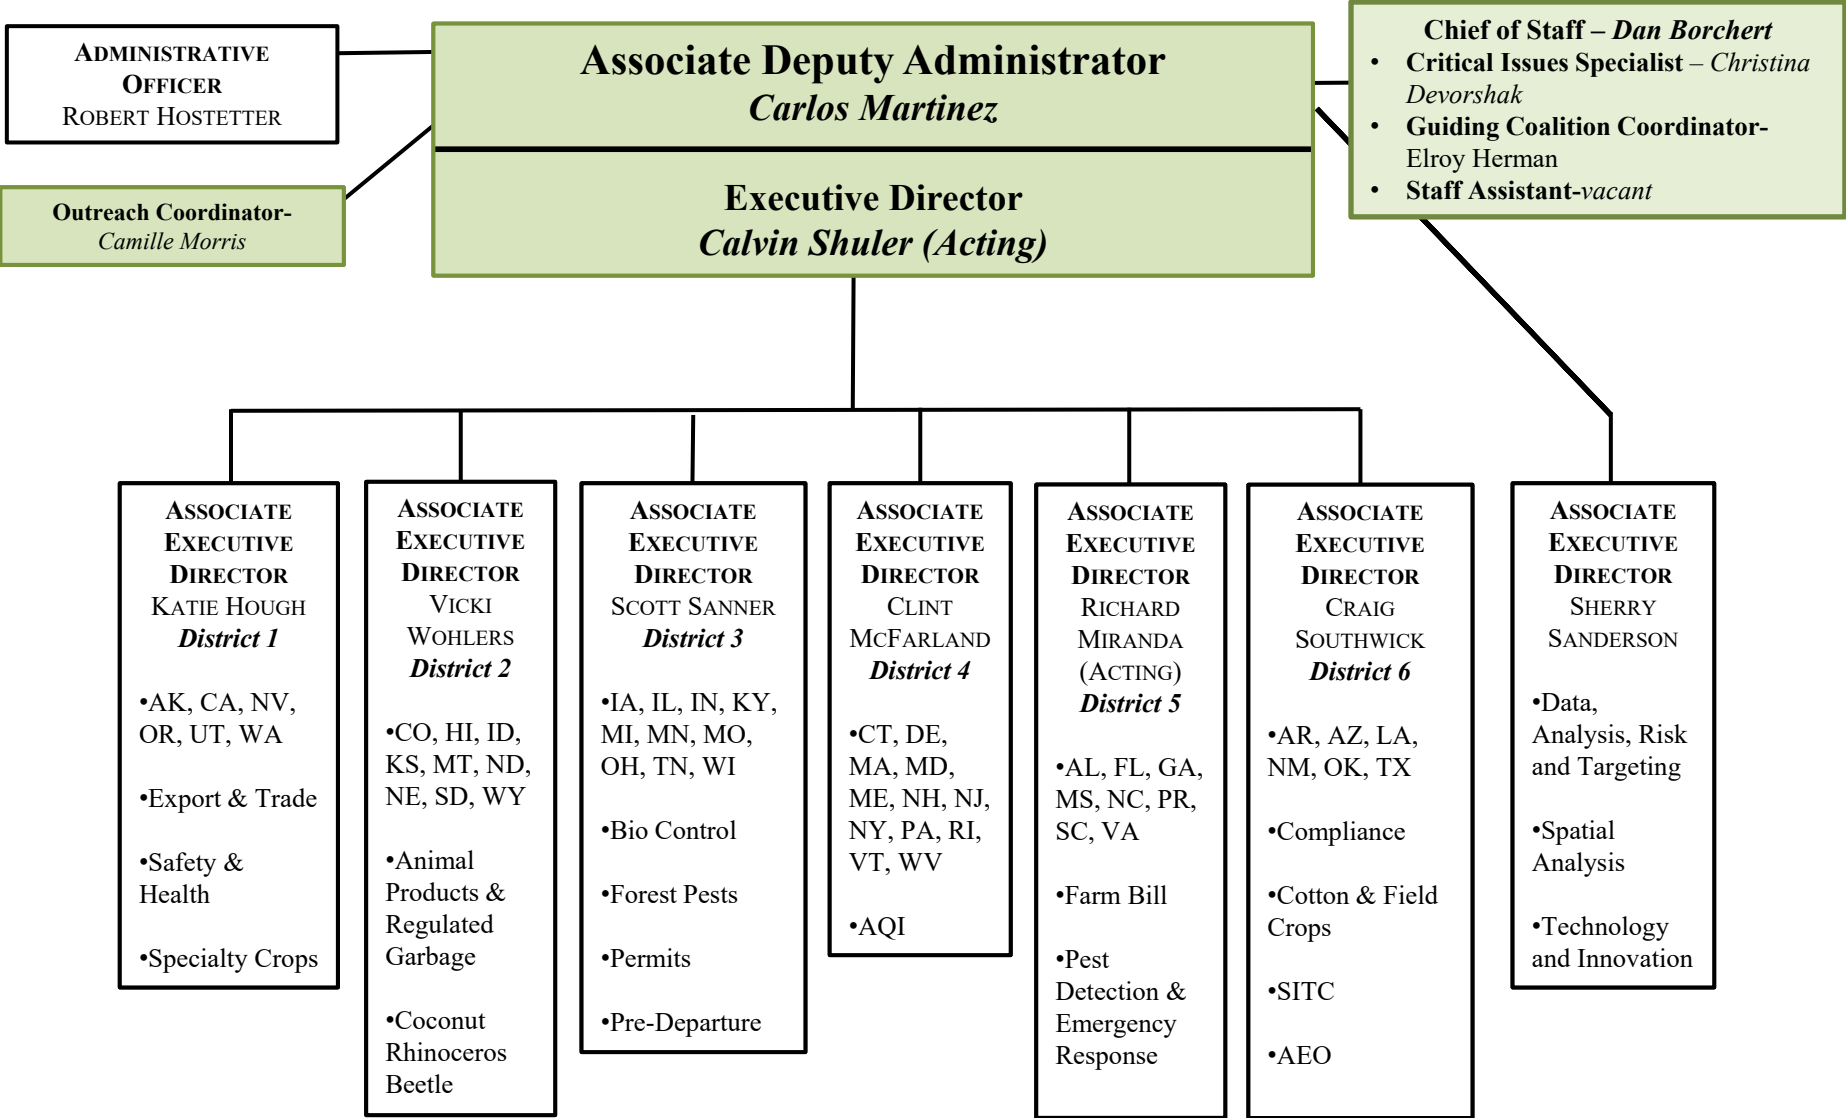 ADMINISTRATIVE
OFFICER
ROBERT HOSTETTER
Outreach Coordinator-
Camille Morris
Associate Deputy Administrator
Carlos Martinez
Executive Director
Calvin Shuler (Acting)
Chief of Staff – Dan Borchert
• Critical Issues Specialist – Christina
Devorshak
• Guiding Coalition Coordinator-
Elroy Herman
• Staff Assistant-vacant
ASSOCIATE
EXECUTIVE
DIRECTOR
KATIE HOUGH
District 1
•AK, CA, NV,
OR, UT, WA
•Export & Trade
•Safety &
Health
•Specialty Crops
ASSOCIATE
EXECUTIVE
DIRECTOR
VICKI
WOHLERS
District 2
•CO, HI, ID,
KS, MT, ND,
NE, SD, WY
•Animal
Products &
Regulated
Garbage
•Coconut
Rhinoceros
Beetle
ASSOCIATE
EXECUTIVE
DIRECTOR
SCOTT SANNER
District 3
•IA, IL, IN, KY,
MI, MN, MO,
OH, TN, WI
•Bio Control
•Forest Pests
•Permits
•Pre-Departure
ASSOCIATE
EXECUTIVE
DIRECTOR
CLINT
MCFARLAND
District 4
•CT, DE,
MA, MD,
ME, NH, NJ,
NY, PA, RI,
VT, WV
•AQI
ASSOCIATE
EXECUTIVE
DIRECTOR
RICHARD
MIRANDA
(ACTING)
District 5
•AL, FL, GA,
MS, NC, PR,
SC, VA
•Farm Bill
•Pest
Detection &
Emergency
Response
ASSOCIATE
EXECUTIVE
DIRECTOR
CRAIG
SOUTHWICK
District 6
•AR, AZ, LA,
NM, OK, TX
•Compliance
•Cotton & Field
Crops
•SITC
•AEO
ASSOCIATE
EXECUTIVE
DIRECTOR
SHERRY
SANDERSON
•Data,
Analysis, Risk
and Targeting
•Spatial
Analysis
•Technology
and Innovation